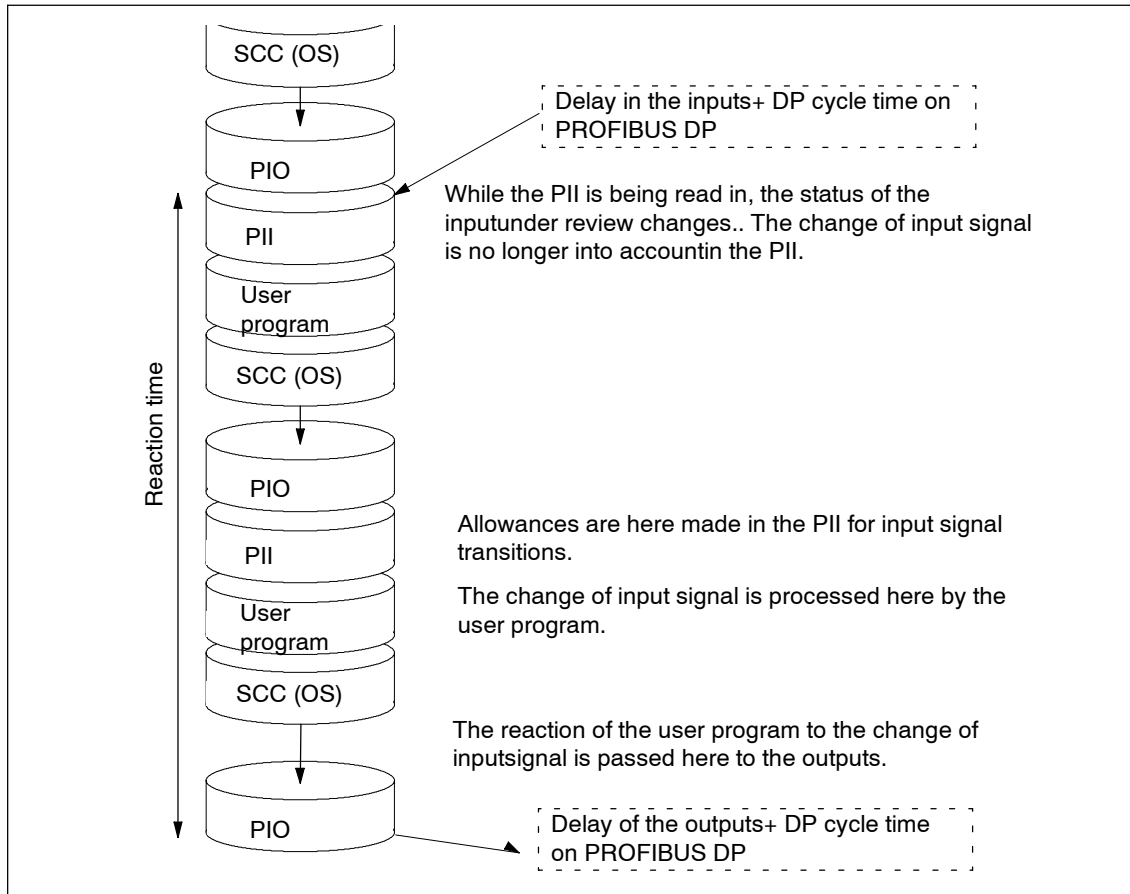 SCC (OS)
Delay in the inputs+ DP cycle time on
PROFIBUS DP
PIO
While the PII is being read in, the status of the
inputunder review changes.. The change of input signal
is no longer into accountin the PII.
PII
User
program
SCC (OS)
Reaction time
PIO
Allowances are here made in the PII for input signal
transitions.
PII
The change of input signal is processed here by the
user program.
User
program
SCC (OS)
The reaction of the user program to the change of
inputsignal is passed here to the outputs.
PIO
Delay of the outputs+ DP cycle time
on PROFIBUS DP